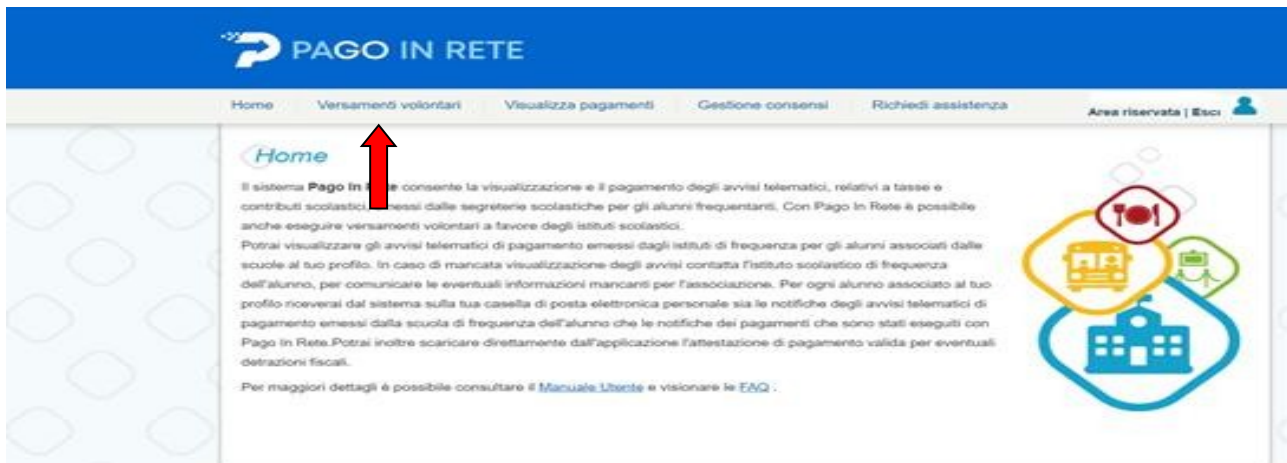 PAGO IN RETE
Home Versamenti volontari Visualizza pagamenti Gestione consensi Richiedi assistenza Area riservata | Esci
Home
Il sistema Pago In Rete consente la visualizzazione e il pagamento degli avvisi telematici, relativi a tasse e
contributi scolastici, emessi dalle segreterie scolastiche per gli alunni frequentanti. Con Pago In Rete è possibile
anche eseguire versamenti volontari a favore degli istituti scolastici.
Potrai visualizzare gli avvisi telematici di pagamento emessi dagli istituti di frequenza per gli alunni associati dalle
scuole al tuo profilo. In caso di mancata visualizzazione degli avvisi contatta l'istituto scolastico di frequenza
dell'alunno, per comunicare le eventuali informazioni mancanti per l'associazione. Per ogni alunno associato al tuo
profilo riceverai dal sistema sulla tua casella di posta elettronica personale sia le notifiche degli avvisi telematici di
pagamento emessi dalla scuola di frequenza dell'alunno che le notifiche dei pagamenti che sono stati eseguiti con
Pago In Rete.Potrai inoltre scaricare direttamente dall'applicazione l'attestazione di pagamento valida per eventuali
detrazioni fiscali.
Per maggiori dettagli è possibile consultare il Manuale Utente e visionare le FAQ .